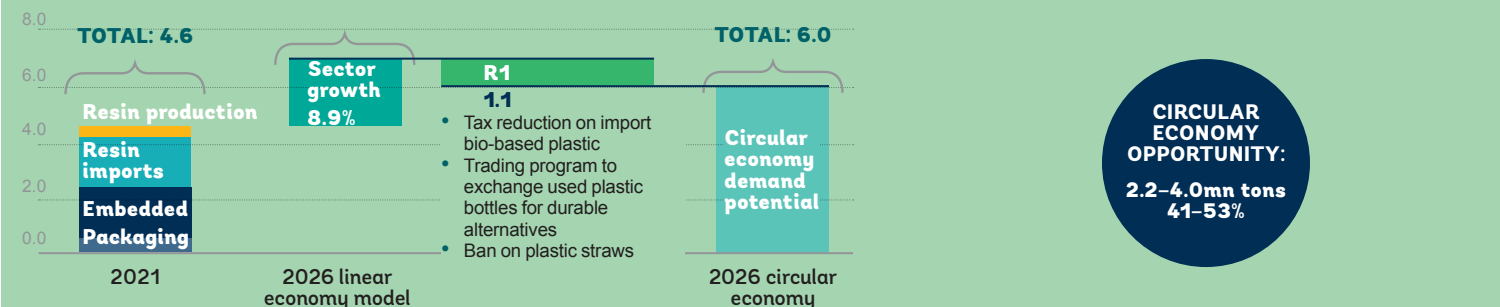 8.0
TOTAL: 4.6
TOTAL: 6.0
6.0
4.0
2.0
0.0
Resin production
Resin
imports
Embedded
Packaging
Sector
growth
8.9%
R1
1.1
• Tax reduction on import
bio-based plastic
• Trading program to
exchange used plastic
bottles for durable
alternatives
• Ban on plastic straws
Circular
economy
demand
potential
2021
2026 linear
economy model
2026 circular
economy
CIRCULAR
ECONOMY
OPPORTUNITY:
2.2–4.0mn tons
41–53%